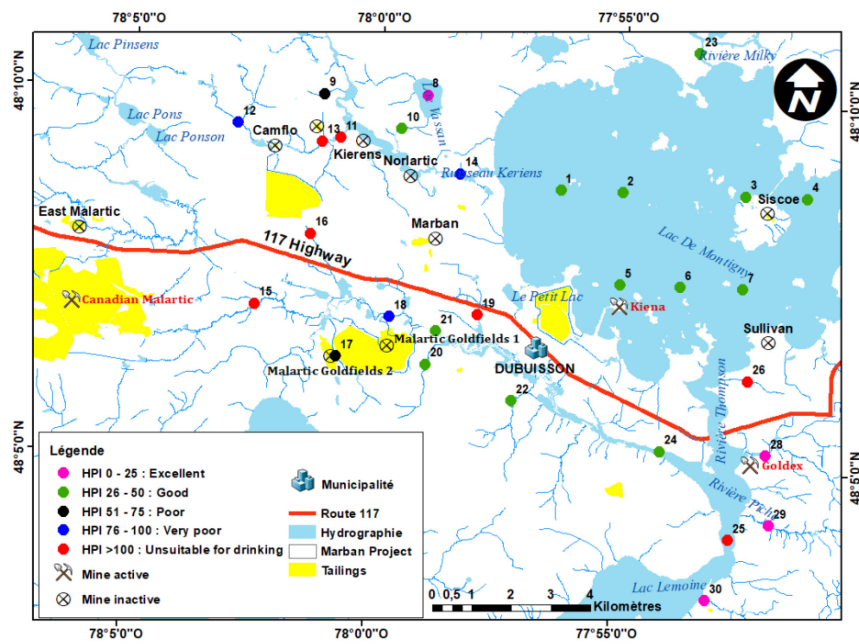 78°5'0"O 78°0'0"O 77°55'0"O
Lac Pinsens
23
Rivière Milky
48°10'0"N
9
8
Lac Pons
Lac Ponson
12
10
Vassan
N
48°10'0"N
Camflo
13
11
Kierens
Norlartic
14
Ruisseau Keriens
1
2
3
4
Siscoe
East Malartic
16
Marban
117 Highway
Lac De Montigny
5
6
7
Canadian Malartic
15
Le Petit Lac
Kiena
18
19
21
Sullivan
17
Malartic Goldfields 1
Malartic Goldfields 2
20
DUBUISSON
26
22
Rivière Thompson
24
28
Goldex
48°5'0"N
48°5'0"N
Rivière Piché
29
25
Lac Lemoine
30
Légende
HPI 0 - 25 : Excellent
HPI 26 - 50 : Good
HPI 51 - 75 : Poor
HPI 76 - 100 : Very poor
HPI >100 : Unsuitable for drinking
Mine active
Mine inactive
Municipalité
Route 117
Hydrographie
Marban Project
Tailings
0 0,5 1 2 3 4
Kilomètres
78°5'0"O 78°0'0"O 77°55'0"O